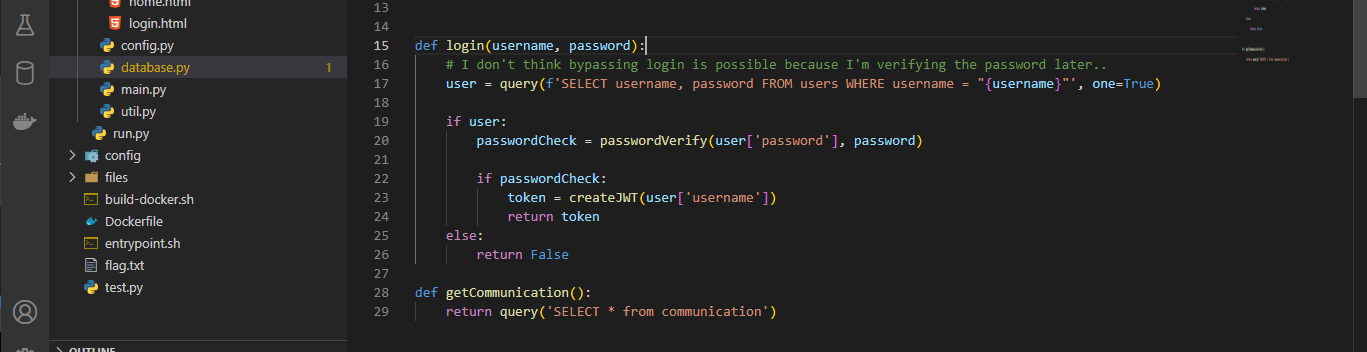 home.html
login.html
config.py
database.py 1
main.py
util.py
run.py
config
files
build-docker.sh
Dockerfile
entrypoint.sh
flag.txt
test.py
OUTLINE
13
14
15 def login(username, password):
16 # I don't think bypassing login is possible because I'm verifying the password later..
17 user = query(f'SELECT username, password FROM users WHERE username = "{username}"', one=True)
18
19 if user:
20 passwordCheck = passwordVerify(user['password'], password)
21
22 if passwordCheck:
23 token = createJWT(user['username'])
24 return token
25 else:
26 return False
27
28 def getCommunication():
29 return query('SELECT * from communication')